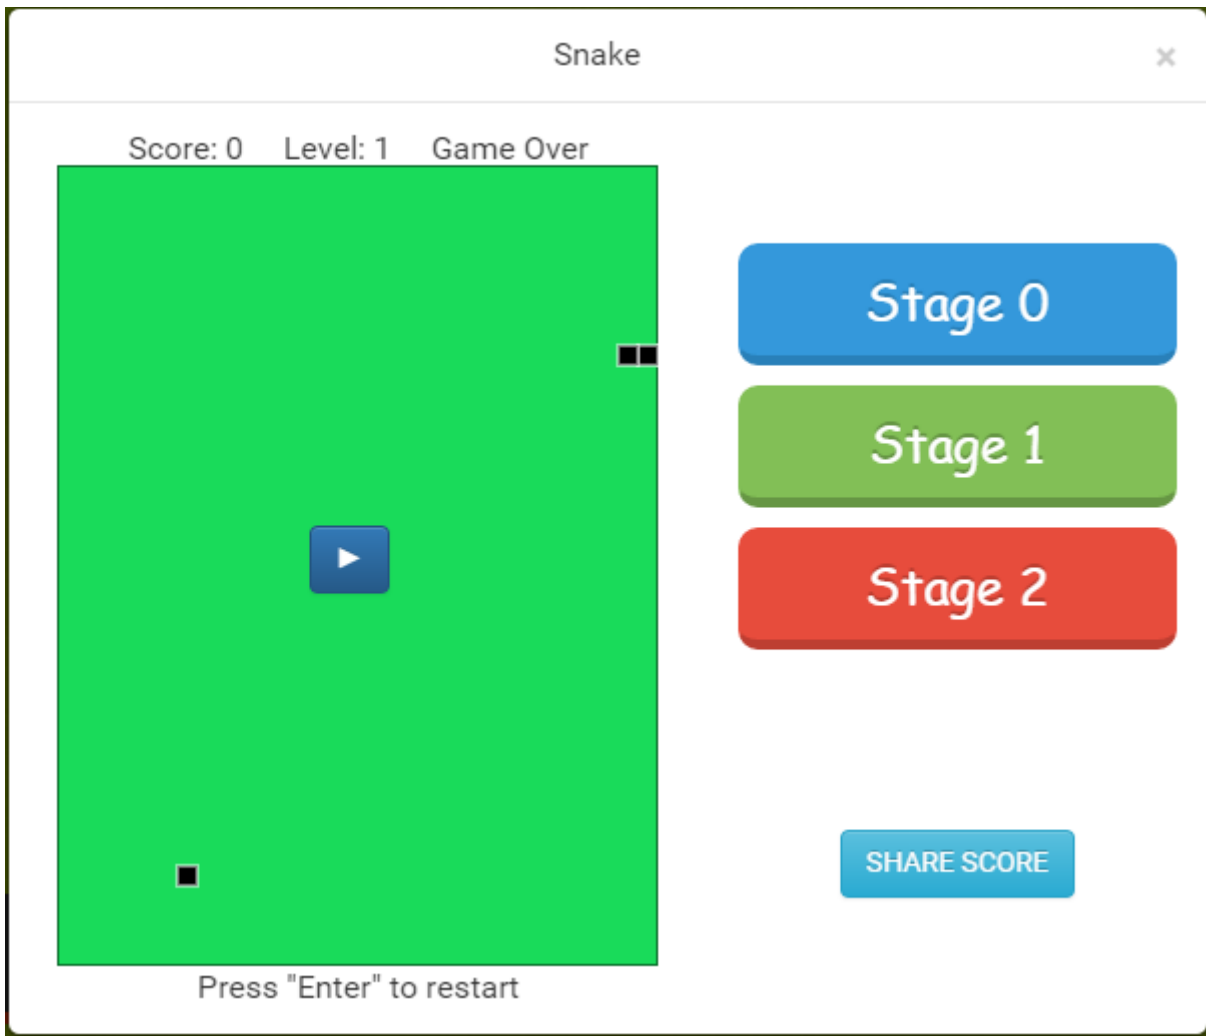 Snake
Score: 0 Level: 1 Game Over
Stage 0
Stage 1
Stage 2
SHARE SCORE
Press "Enter" to restart